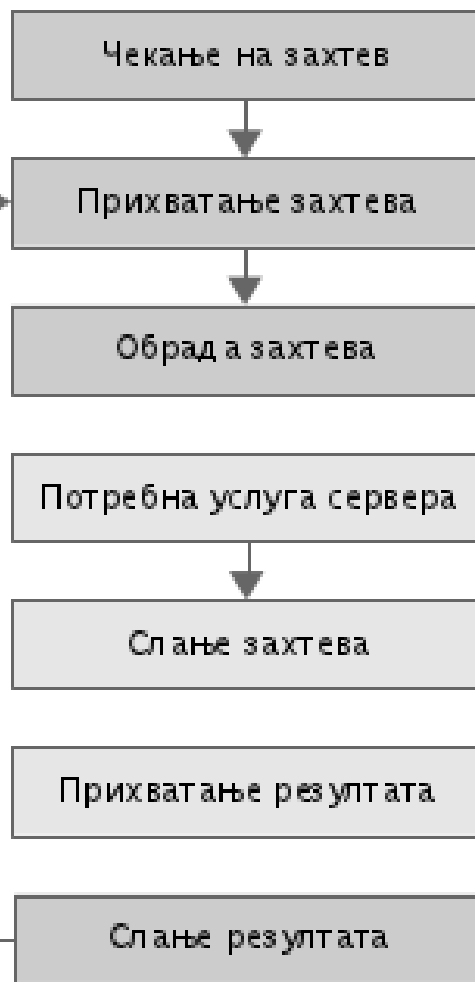 Чекање на захтев
Прихватање захтева
Обрада захтева
Потребна услуга сервера
Слање захтева
Прихватање резултата
Слање резултата